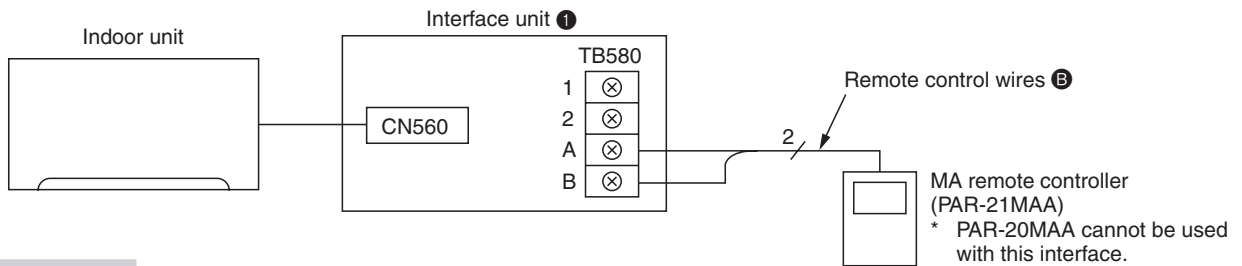 Interface unit ❶
Indoor unit
TB580
1
2
A
B
CN560
Remote control wires 🅑
2
MA remote controller
(PAR-21MAA)
* PAR-20MAA cannot be used
with this interface.